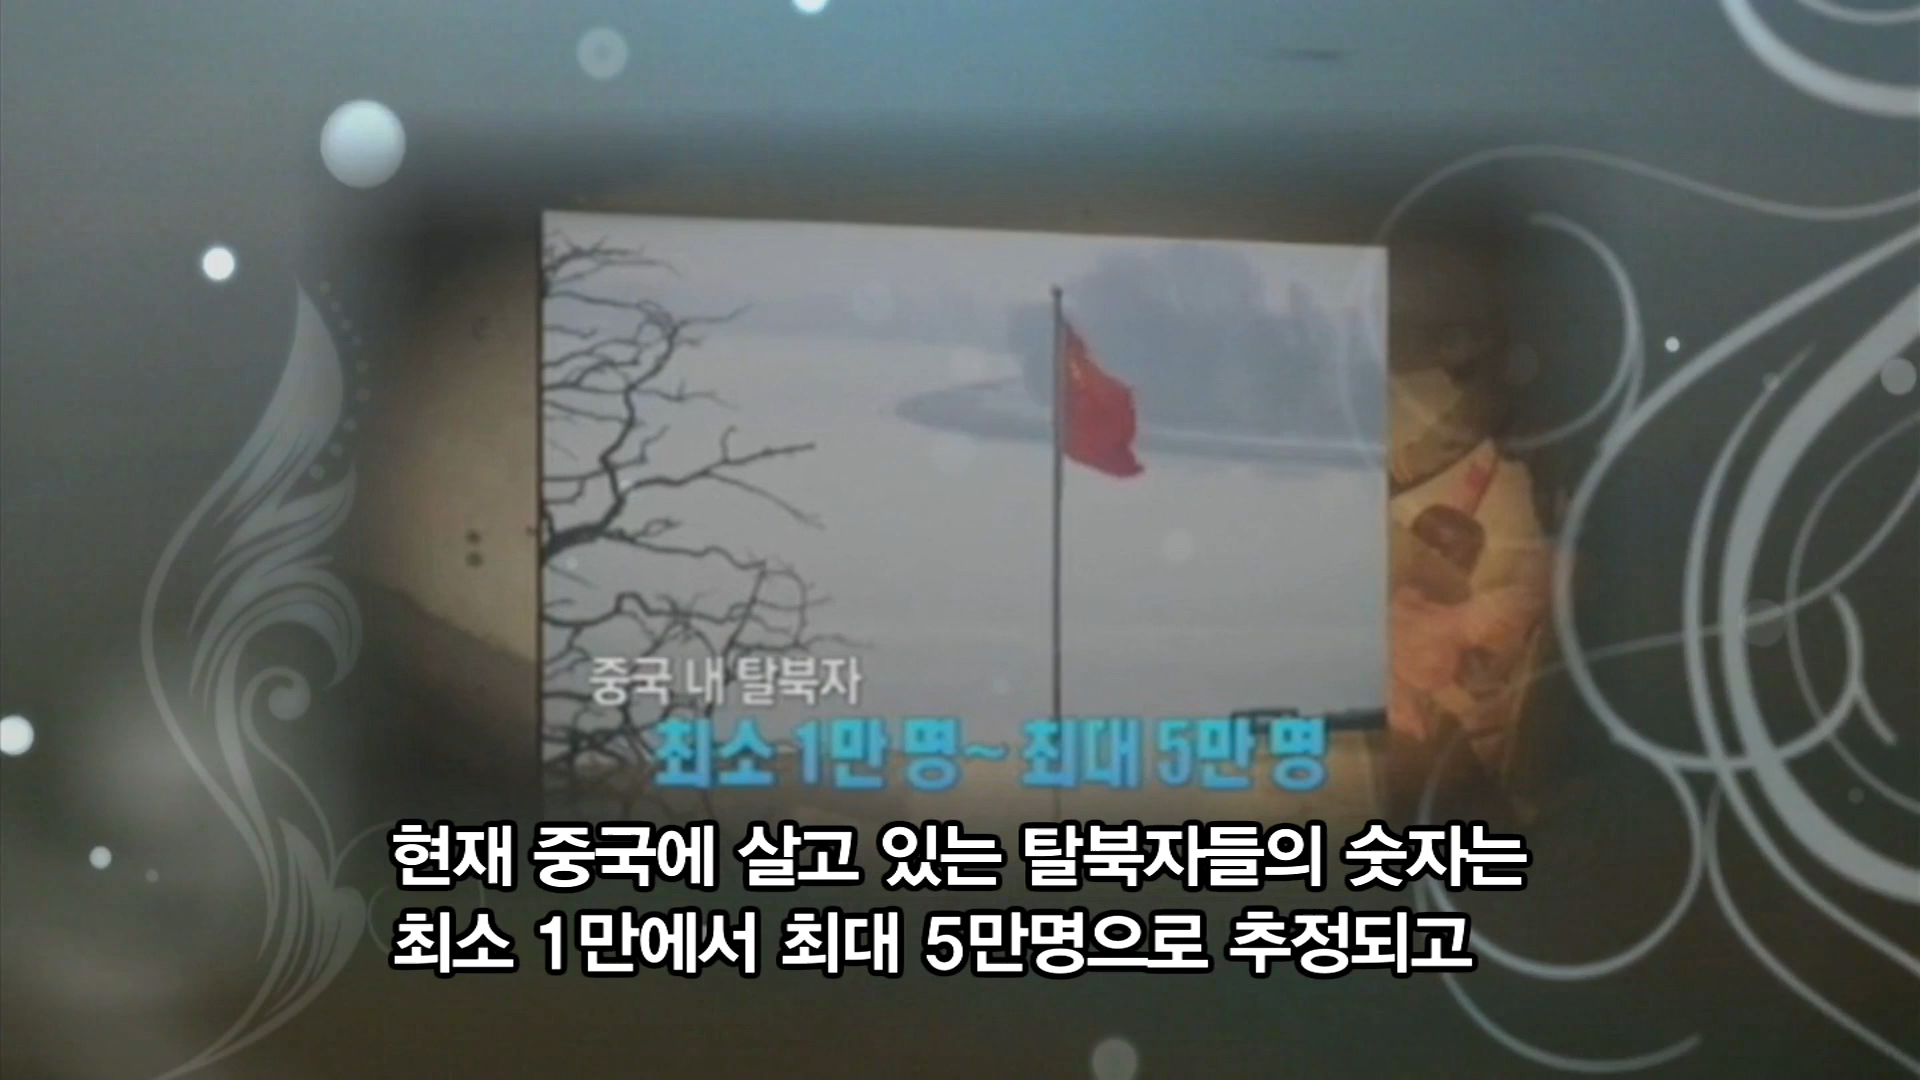 중국 내 탈북자
최소 1만 명~ 최대 5만 명
현재 중국에 살고 있는 탈북자들의 숫자는
최소 1만에서 최대 5만명으로 추정되고